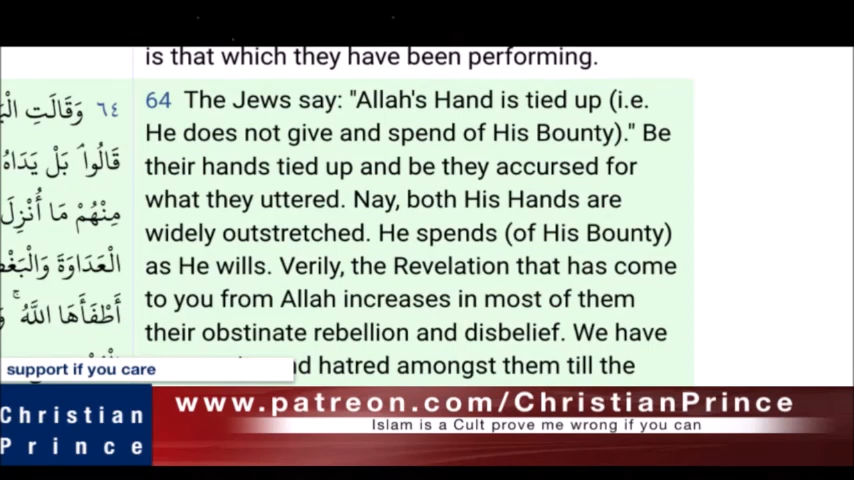 is that which they have been performing.
٦٤ وَقَالَتِ
قَالُوا ۘ بَلْ يَدَاهُ
مِنْهُمْ مَا أُنْزِلَ
الْعَدَاوَةَ
أَطْفَأَهَا اللَّهُ ۚ
64 The Jews say: "Allah's Hand is tied up (i.e.
He does not give and spend of His Bounty)." Be
their hands tied up and be they accursed for
what they uttered. Nay, both His Hands are
widely outstretched. He spends (of His Bounty)
as He wills. Verily, the Revelation that has come
to you from Allah increases in most of them
their obstinate rebellion and disbelief. We have
hatred amongst them till the
support if you care
Christian
Prince
www.patreon.com/ChristianPrince
Islam is a Cult prove me wrong if you can